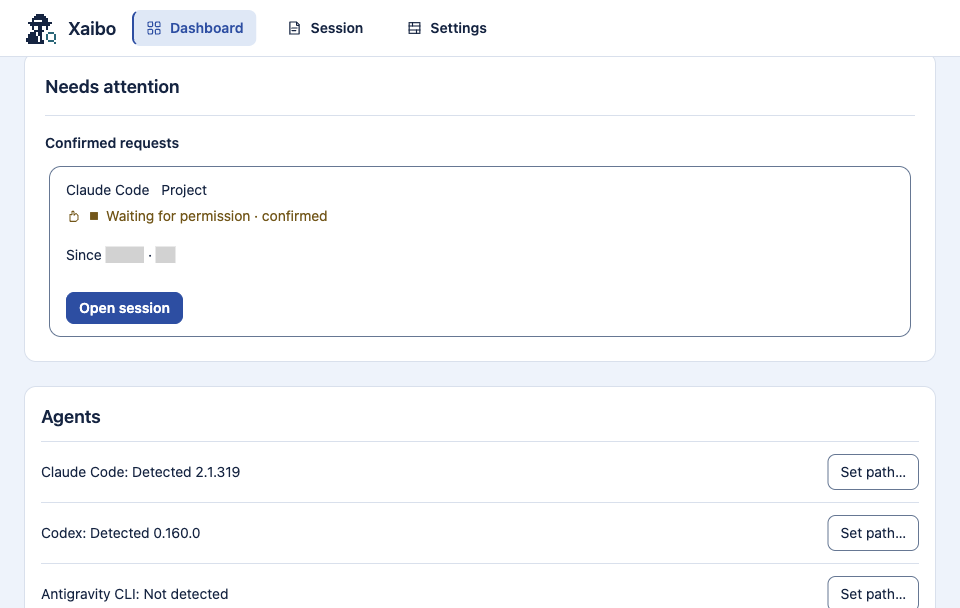 Xaibo
Dashboard
Session
Settings
Needs attention
Confirmed requests
Claude Code Project
Waiting for permission · confirmed
Since ·
Open session
Agents
Claude Code: Detected 2.1.319
Set path...
Codex: Detected 0.160.0
Set path...
Antigravity CLI: Not detected
Set path...